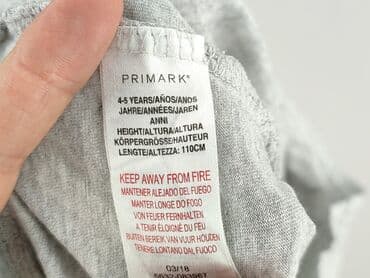 PRIMARK®
4-5 YEARS/AÑOS/ANOS
JAHRE/ANNÉES/JAREN
ANNI
HEIGHT/ALTURA/ALTURA
KÖRPERGRÖSSE/HAUTEUR
LENGTE/ALTEZZA: 110CM
KEEP AWAY FROM FIRE
MANTENER ALEJADO DEL FUEGO
MANTER LONGE DO FOGO
VON FEUER FERNHALTEN
A TENIR ÉLOIGNÉ DU FEU
BUITEN BEREIK VAN VUUR HOUDEN
TENERE LONTANO DAL FUOCO
03/18